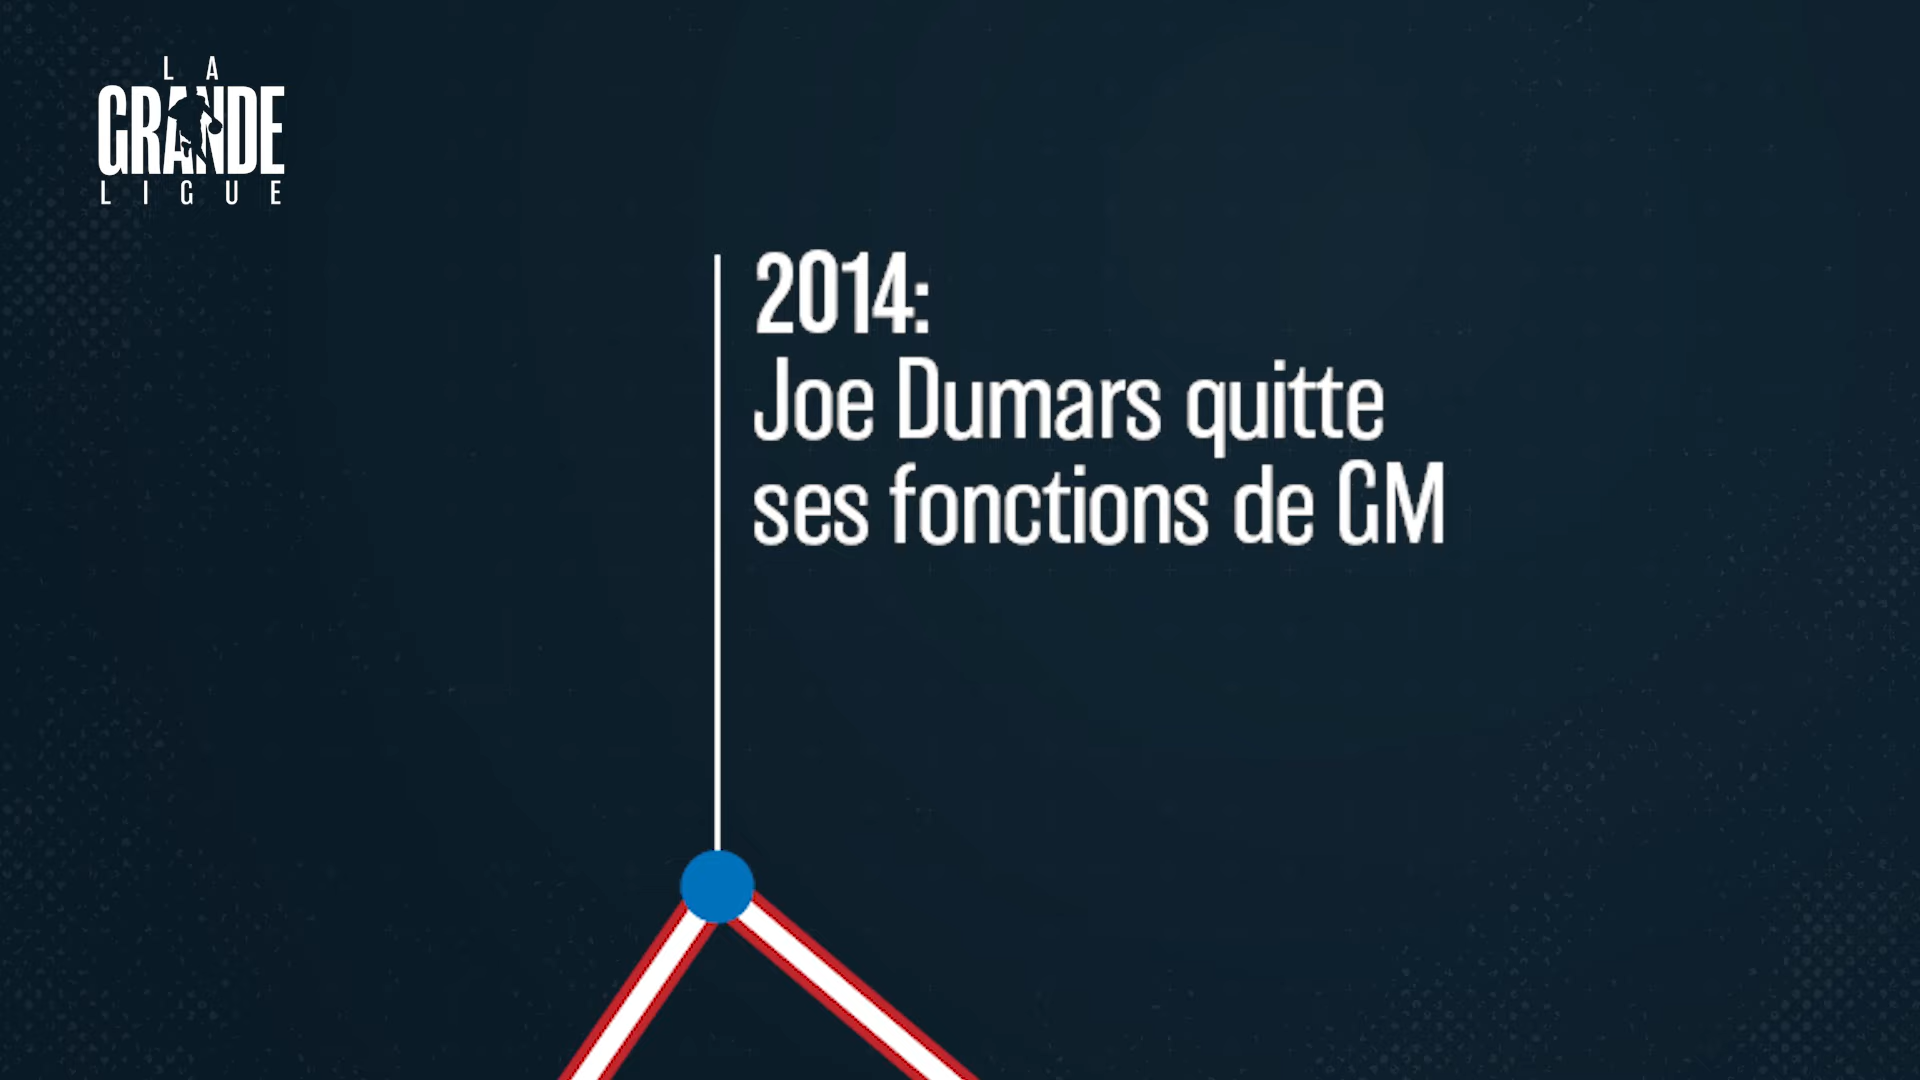 LA
GRANDE
LIGUE
2014:
Joe Dumars quitte
ses fonctions de GM